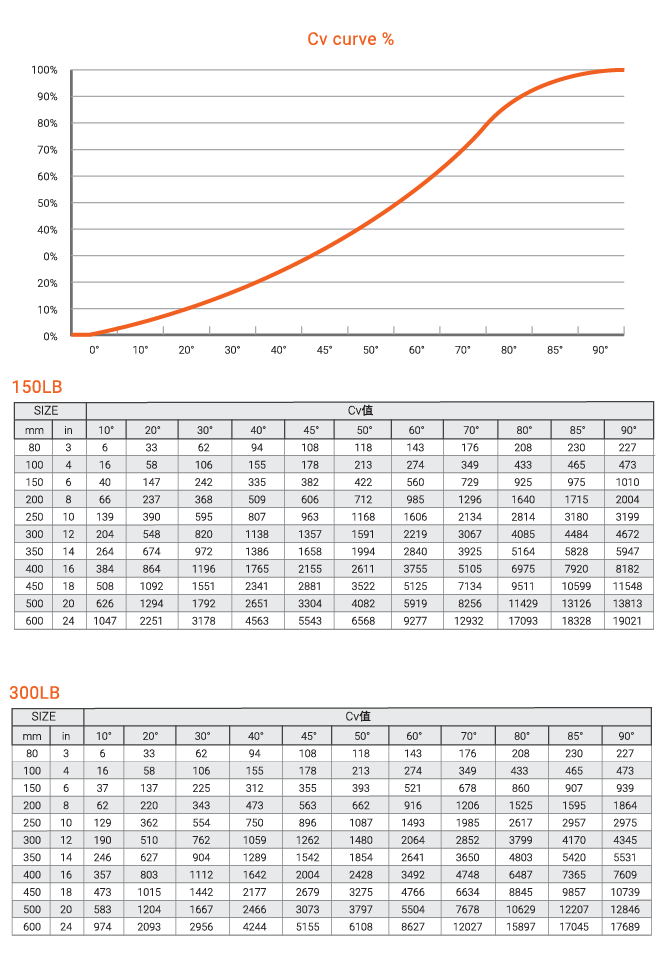 Cv curve %
100%
90%
80%
70%
60%
50%
40%
0%
20%
10%
0%
0° 10° 20° 30° 40° 45° 50° 60° 70° 80° 85° 90°
150LB
SIZE Cv值
mm in 10° 20° 30° 40° 45° 50° 60° 70° 80° 85° 90°
80 3 6 33 62 94 108 118 143 176 208 230 227
100 4 16 58 106 155 178 213 274 349 433 465 473
150 6 40 147 242 335 382 422 560 729 925 975 1010
200 8 66 237 368 509 606 712 985 1296 1640 1715 2004
250 10 139 390 595 807 963 1168 1606 2134 2814 3180 3199
300 12 204 548 820 1138 1357 1591 2219 3067 4085 4484 4672
350 14 264 674 972 1386 1658 1994 2840 3925 5164 5828 5947
400 16 384 864 1196 1765 2155 2611 3755 5105 6975 7920 8182
450 18 508 1092 1551 2341 2881 3522 5125 7134 9511 10599 11548
500 20 626 1294 1792 2651 3304 4082 5919 8256 11429 13126 13813
600 24 1047 2251 3178 4563 5543 6568 9277 12932 17093 18328 19021
300LB
SIZE Cv值
mm in 10° 20° 30° 40° 45° 50° 60° 70° 80° 85° 90°
80 3 6 33 62 94 108 118 143 176 208 230 227
100 4 16 58 106 155 178 213 274 349 433 465 473
150 6 37 137 225 312 355 393 521 678 860 907 939
200 8 62 220 343 473 563 662 916 1206 1525 1595 1864
250 10 129 362 554 750 896 1087 1493 1985 2617 2957 2975
300 12 190 510 762 1059 1262 1480 2064 2852 3799 4170 4345
350 14 246 627 904 1289 1542 1854 2641 3650 4803 5420 5531
400 16 357 803 1112 1642 2004 2428 3492 4748 6487 7365 7609
450 18 473 1015 1442 2177 2679 3275 4766 6634 8845 9857 10739
500 20 583 1204 1667 2466 3073 3797 5504 7678 10629 12207 12846
600 24 974 2093 2956 4244 5155 6108 8627 12027 15897 17045 17689